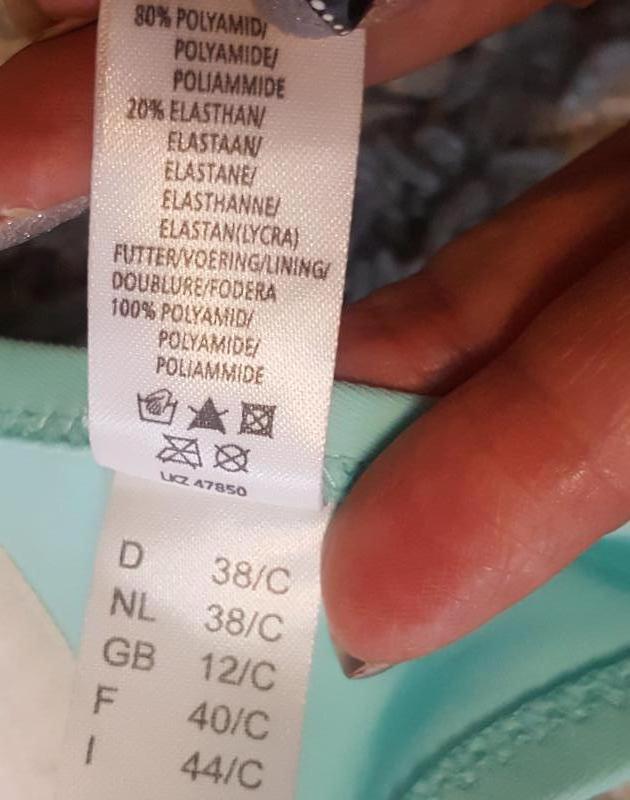 80% POLYAMID/
POLYAMIDE/
POLIAMMIDE
20% ELASTHAN/
ELASTAAN/
ELASTANE/
ELASTHANNE/
ELASTAN(LYCRA)
FUTTER/VOERING/LINING/
DOUBLURE/FODERA
100% POLYAMID/
POLYAMIDE/
POLIAMMIDE
LKZ 47850
D 38/C
NL 38/C
GB 12/C
F 40/C
I 44/C